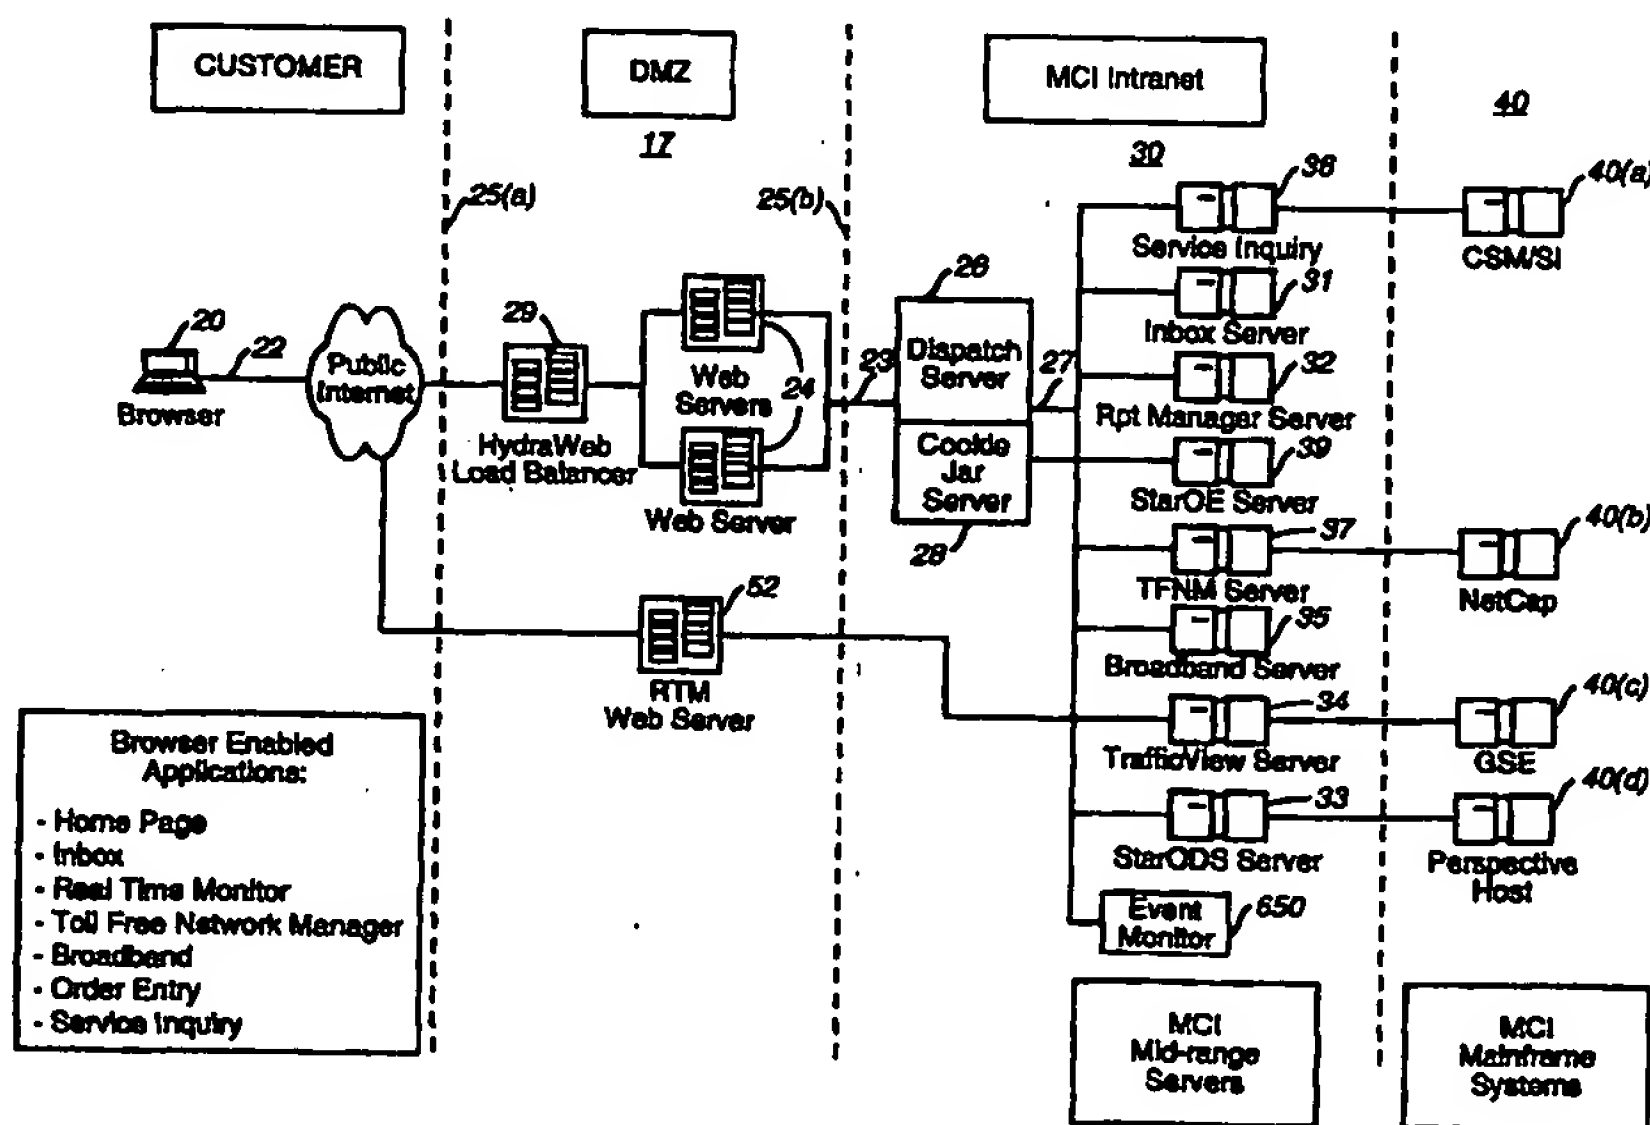 CUSTOMER
DMZ
17
MCI Intranet
30
40
25(a)
25(b)
20
22
Browser
Public
Internet
29
HydraWeb
Load Balancer
Web
Servers
24
Web Server
52
RTM
Web Server
23
26
Dispatch
Server
Cookie
Jar
Server
28
27
36
Service Inquiry
31
Inbox Server
32
Rpt Manager Server
39
StarOE Server
37
TFNM Server
35
Broadband Server
34
TrafficView Server
33
StarODS Server
Event
Monitor
650
40(a)
CSM/SI
40(b)
NetCap
40(c)
GSE
40(d)
Perspective
Host
Browser Enabled
Applications:
- Home Page
- Inbox
- Real Time Monitor
- Toll Free Network Manager
- Broadband
- Order Entry
- Service Inquiry
MCI
Mid-range
Servers
MCI
Mainframe
Systems